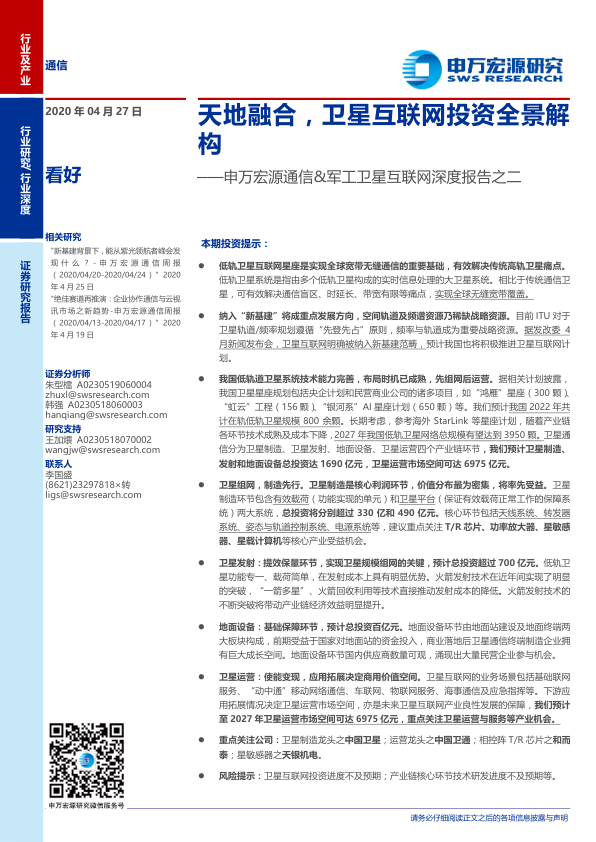 行业及产业
行业研究/行业深度
证券研究报告
通信
申万宏源研究
SWS RESEARCH
2020 年 04 月 27 日
看好
天地融合，卫星互联网投资全景解
构
——申万宏源通信&军工卫星互联网深度报告之二
相关研究
"新基建背景下，能从紫光领航者峰会发
现什么？-申万宏源通信周报
（2020/04/20-2020/04/24）" 2020
年 4 月 25 日
"绝佳赛道再推演：企业协作通信与云视
讯市场之新趋势-申万宏源通信周报
（2020/04/13-2020/04/17）" 2020
年 4 月 19 日
证券分析师
朱型檑 A0230519060004
zhuxl@swsresearch.com
韩强 A0230518060003
hanqiang@swsresearch.com
研究支持
王加煨 A0230518070002
wangjw@swsresearch.com
联系人
李国盛
(8621)23297818×转
ligs@swsresearch.com
申万宏源研究微信服务号
本期投资提示：
● 低轨卫星互联网星座是实现全球宽带无缝通信的重要基础，有效解决传统高轨卫星痛点。
低轨卫星系统是指由多个低轨卫星构成的实时信息处理的大卫星系统。相比于传统通信卫
星，可有效解决通信盲区、时延长、带宽有限等痛点，实现全球无缝宽带覆盖。
● 纳入“新基建”将成重点发展方向，空间轨道及频谱资源乃稀缺战略资源。目前 ITU 对于
卫星轨道/频率规划遵循“先登先占”原则，频率与轨道成为重要战略资源。据发改委 4
月新闻发布会，卫星互联网明确被纳入新基建范畴，预计我国也将积极推进卫星互联网计
划。
● 我国低轨道卫星系统技术能力完善，布局时机已成熟，先组网后运营。据相关计划披露，
我国卫星星座规划包括央企计划和民营商业公司的诸多项目，如“鸿雁”星座（300 颗）、
“虹云”工程（156 颗）、“银河系”AI 星座计划（650 颗）等。我们预计我国 2022 年共
计在轨低轨卫星规模 800 余颗。长期考虑，参考海外 StarLink 等星座计划，随着产业链
各环节技术成熟及成本下降，2027 年我国低轨卫星网络总规模有望达到 3950 颗。卫星通
信分为卫星制造、卫星发射、地面设备、卫星运营四个产业链环节，我们预计卫星制造、
发射和地面设备总投资达 1690 亿元，卫星运营市场空间可达 6975 亿元。
● 卫星组网，制造先行。卫星制造是核心利润环节，价值分布最为密集，将率先受益。卫星
制造环节包含有效载荷（功能实现的单元）和卫星平台（保证有效载荷正常工作的保障系
统）两大系统，总投资将分别超过 330 亿和 490 亿元。核心环节包括天线系统、转发器
系统、姿态与轨道控制系统、电源系统等，建议重点关注 T/R 芯片、功率放大器、星敏感
器、星载计算机等核心产业受益机会。
● 卫星发射：提效保量环节，实现卫星规模组网的关键，预计总投资超过 700 亿元。低轨卫
星功能专一、载荷简单，在发射成本上具有明显优势。火箭发射技术在近年间实现了明显
的突破，“一箭多星”、火箭回收利用等技术直接推动发射成本的降低。火箭发射技术的
不断突破将带动产业链经济效益明显提升。
● 地面设备：基础保障环节，预计总投资百亿元。地面设备环节由地面站建设及地面终端两
大板块构成，前期受益于国家对地面站的资金投入，商业落地后卫星通信终端制造企业拥
有巨大成长空间。地面设备环节国内供应商数量可观，涌现出大量民营企业参与机会。
● 卫星运营：使能变现，应用拓展决定商用价值空间。卫星互联网的业务场景包括基础联网
服务、“动中通”移动网络通信、车联网、物联网服务、海事通信及应急指挥等。下游应
用拓展情况决定卫星运营市场空间，亦是未来卫星互联网产业良性发展的保障，我们预计
至 2027 年卫星运营市场空间可达 6975 亿元，重点关注卫星运营与服务等产业机会。
● 重点关注公司：卫星制造龙头之中国卫星；运营龙头之中国卫通；相控阵 T/R 芯片之和而
泰；星敏感器之天银机电。
● 风险提示：卫星互联网投资进度不及预期；产业链核心环节技术研发进度不及预期等。
请务必仔细阅读正文之后的各项信息披露与声明